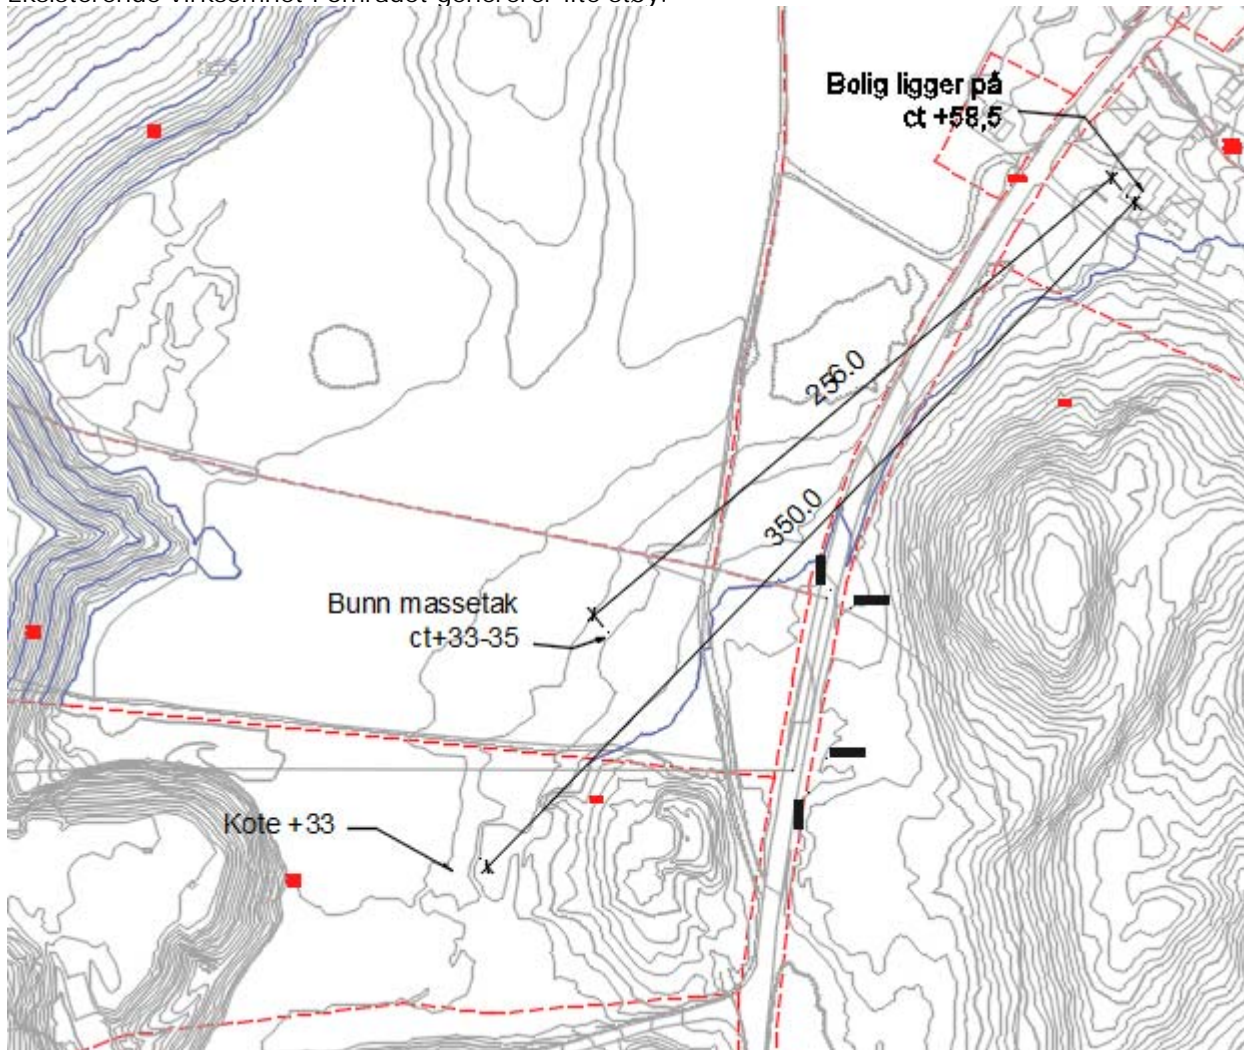 Eksisterende virksomhet i området genererer lite støy.
Bolig ligger på
ct +58,5
256.0
350.0
Bunn massetak
ct+33-35
Kote +33